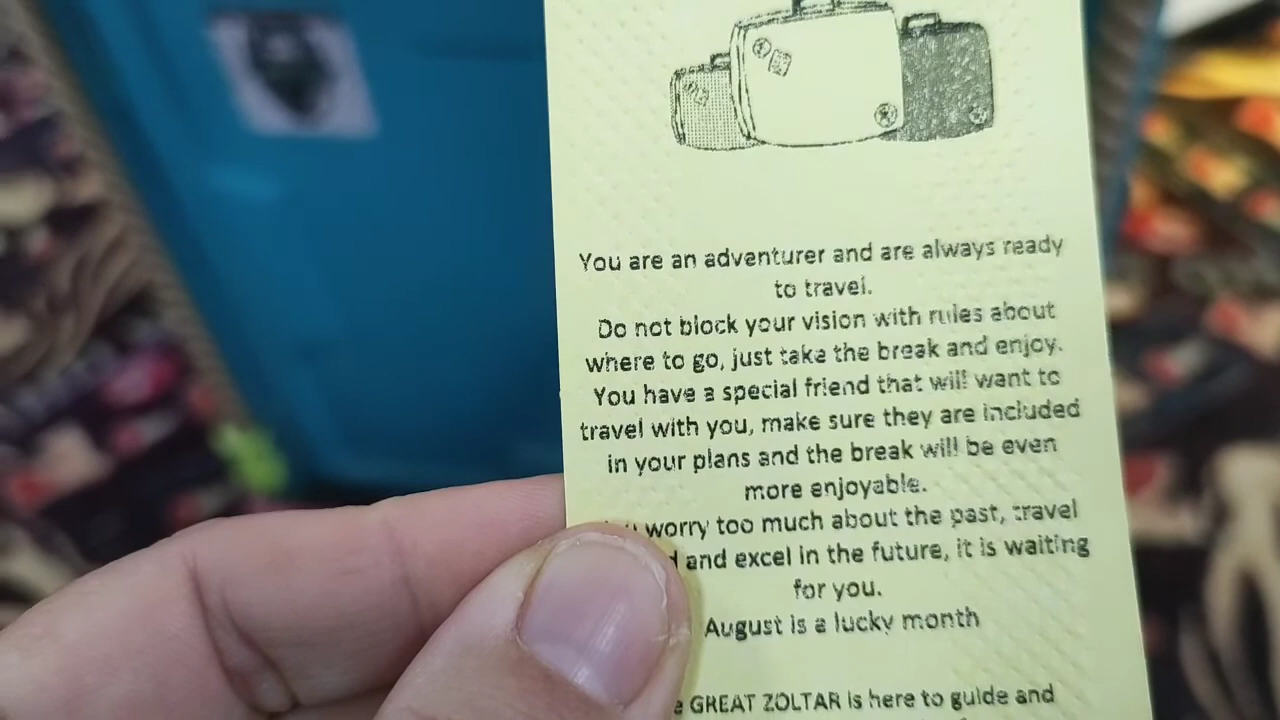 You are an adventurer and are always ready
to travel.
Do not block your vision with rules about
where to go, just take the break and enjoy.
You have a special friend that will want to
travel with you, make sure they are included
in your plans and the break will be even
more enjoyable.
worry too much about the past, travel
and excel in the future, it is waiting
for you.
August is a lucky month
GREAT ZOLTAR is here to guide and